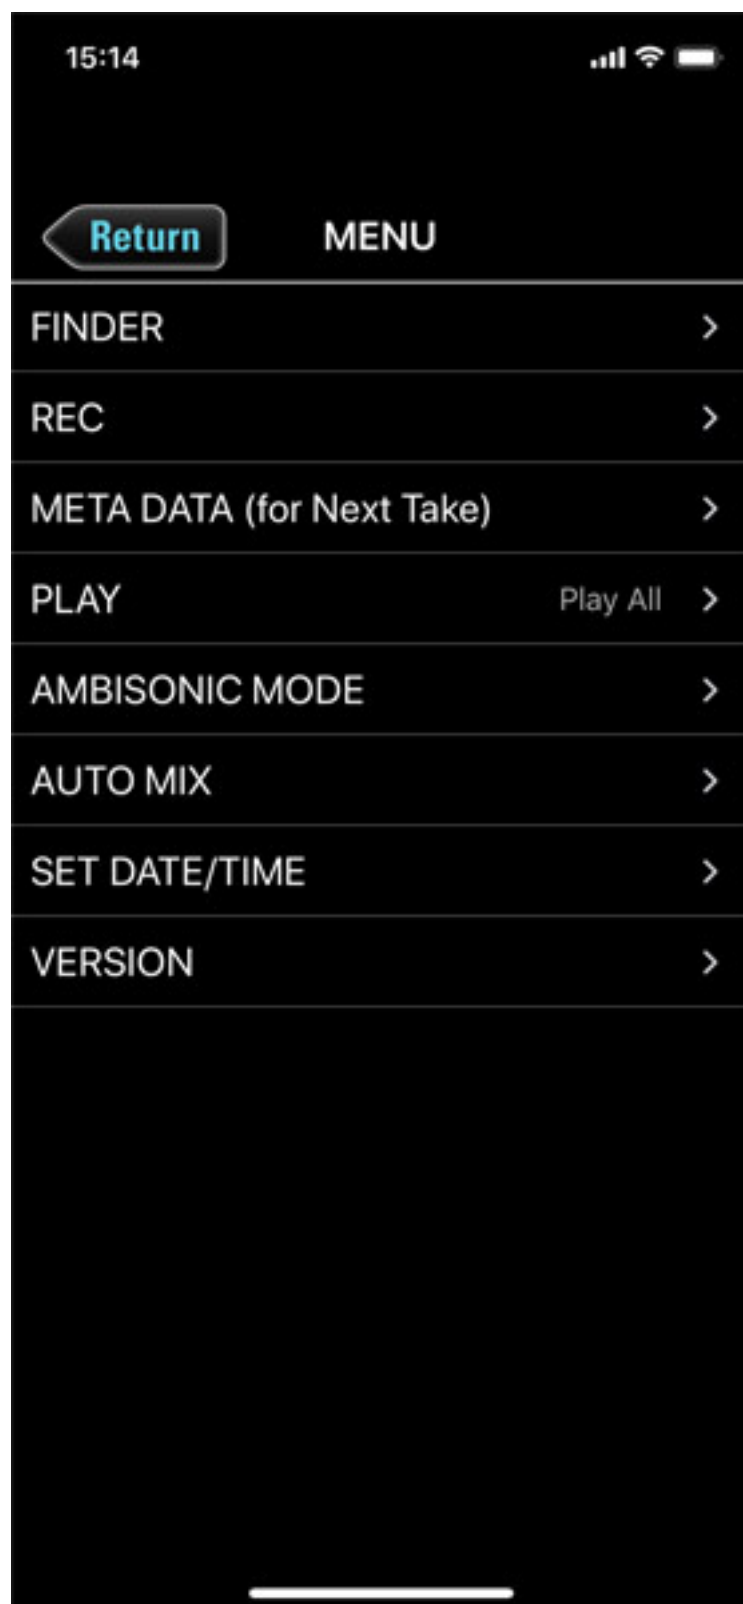 15:14
Return MENU
FINDER
REC
META DATA (for Next Take)
PLAY Play All
AMBISONIC MODE
AUTO MIX
SET DATE/TIME
VERSION